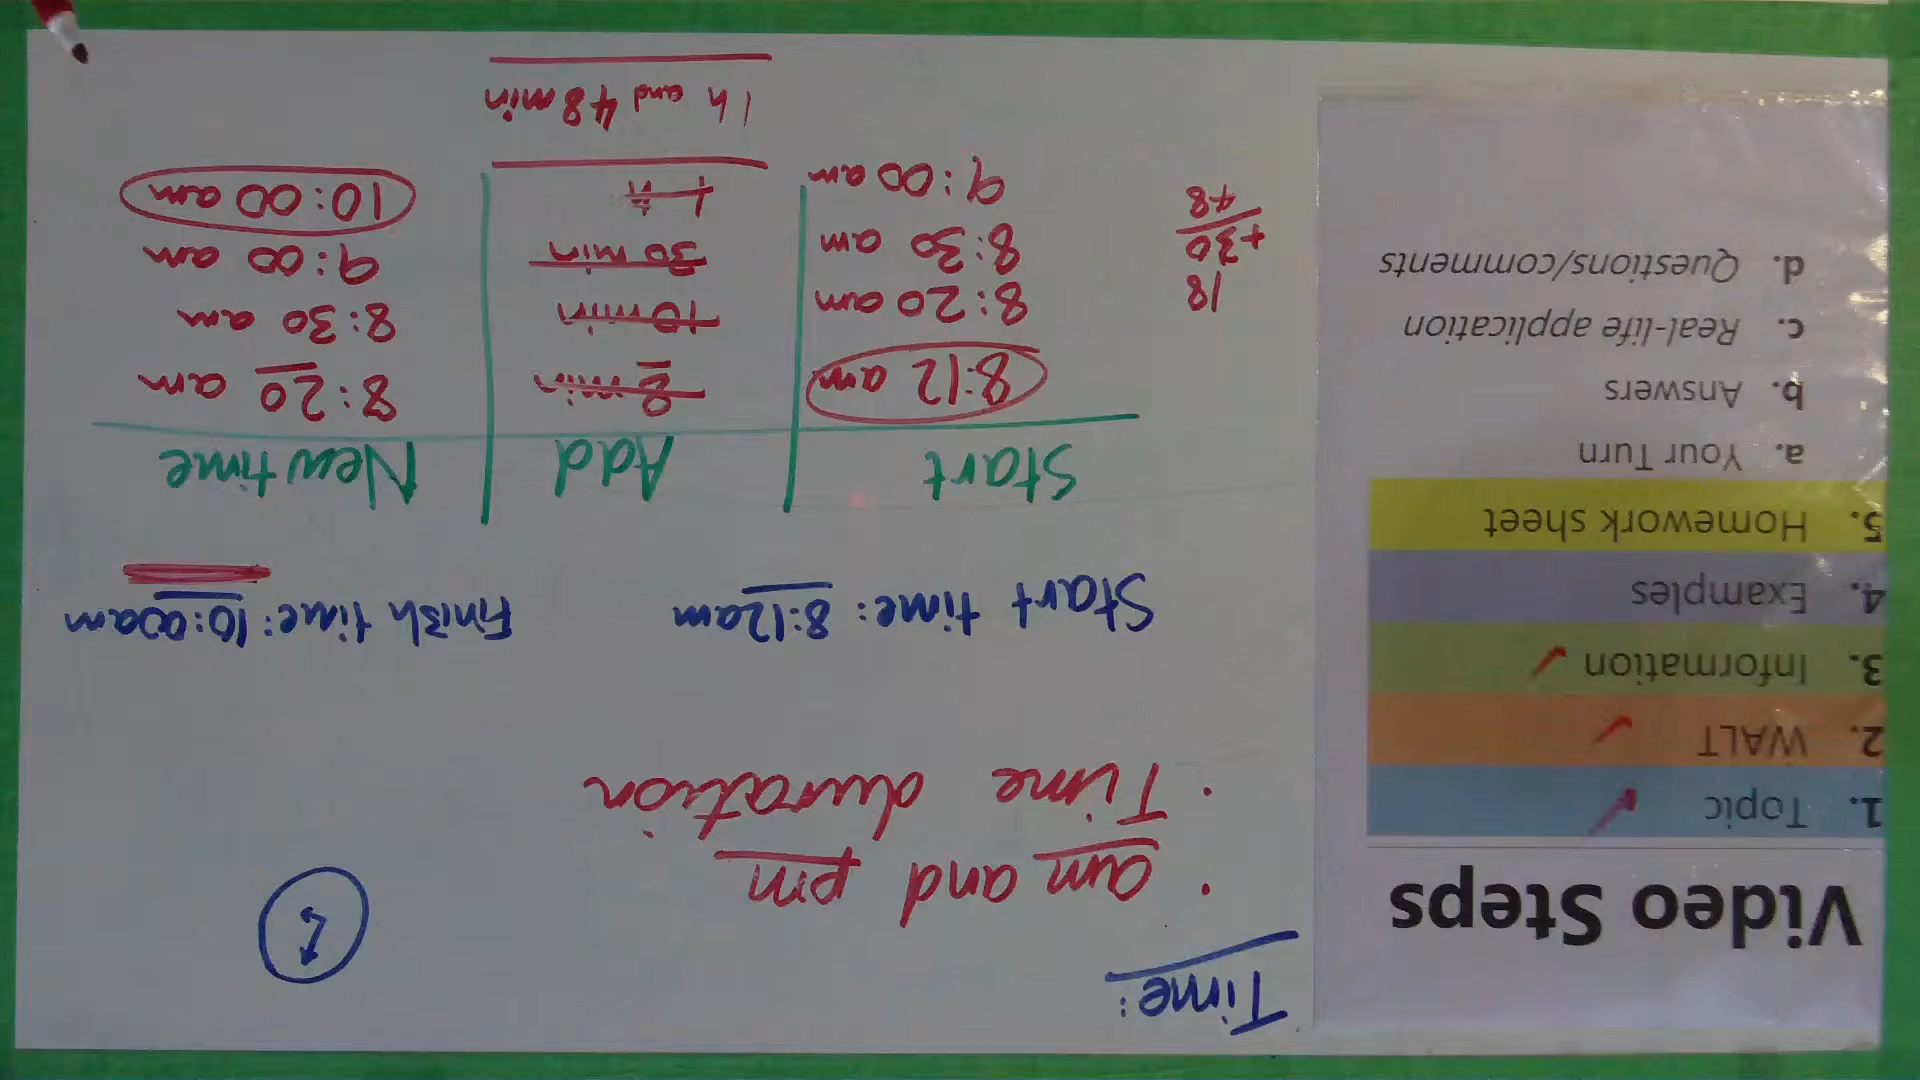 Video Steps
1. Topic
2. WALT
3. Information
4. Examples
5. Homework sheet
a. Your Turn
b. Answers
c. Real-life application
d. Questions/comments
Time:
· am and pm
· Time duration
Start time: 8:12am Finish time: 10:00am
Start Add New time
8:12 am 8 min 8:20 am
8:20 am 10 min 8:30 am
8:30 am 30 min 9:00 am
9:00 am 1 h 10:00 am
1 h and 48 min
18
+30
48